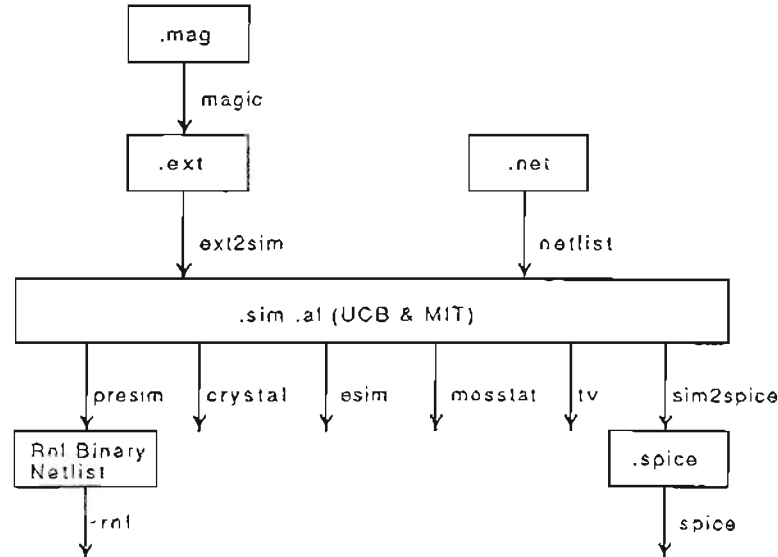 .mag
magic
.ext
.net
ext2sim
netlist
.sim .al (UCB & MIT)
presim
crystal
esim
mosstat
tv
sim2spice
Rnl Binary
Netlist
.spice
rnl
spice